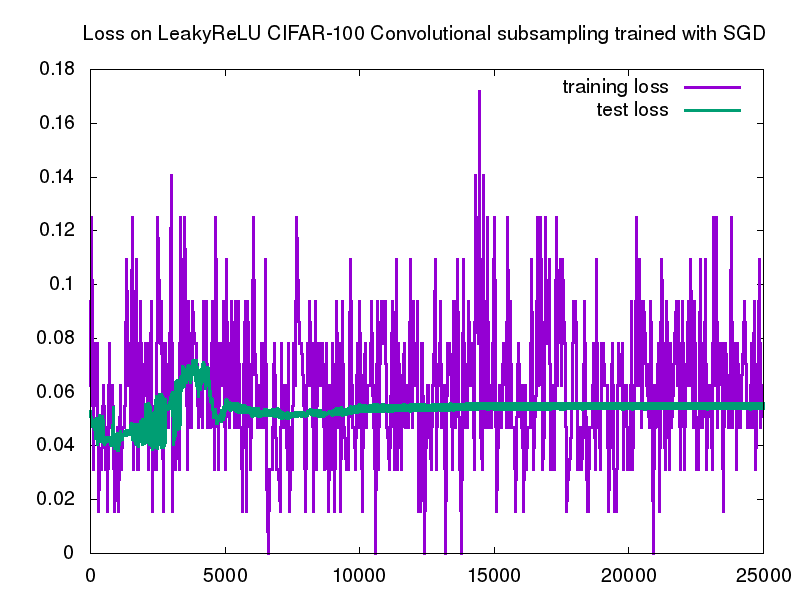 Loss on LeakyReLU CIFAR-100 Convolutional subsampling trained with SGD
0.18
0.16
0.14
0.12
0.1
0.08
0.06
0.04
0.02
0
training loss
test loss
0 5000 10000 15000 20000 25000